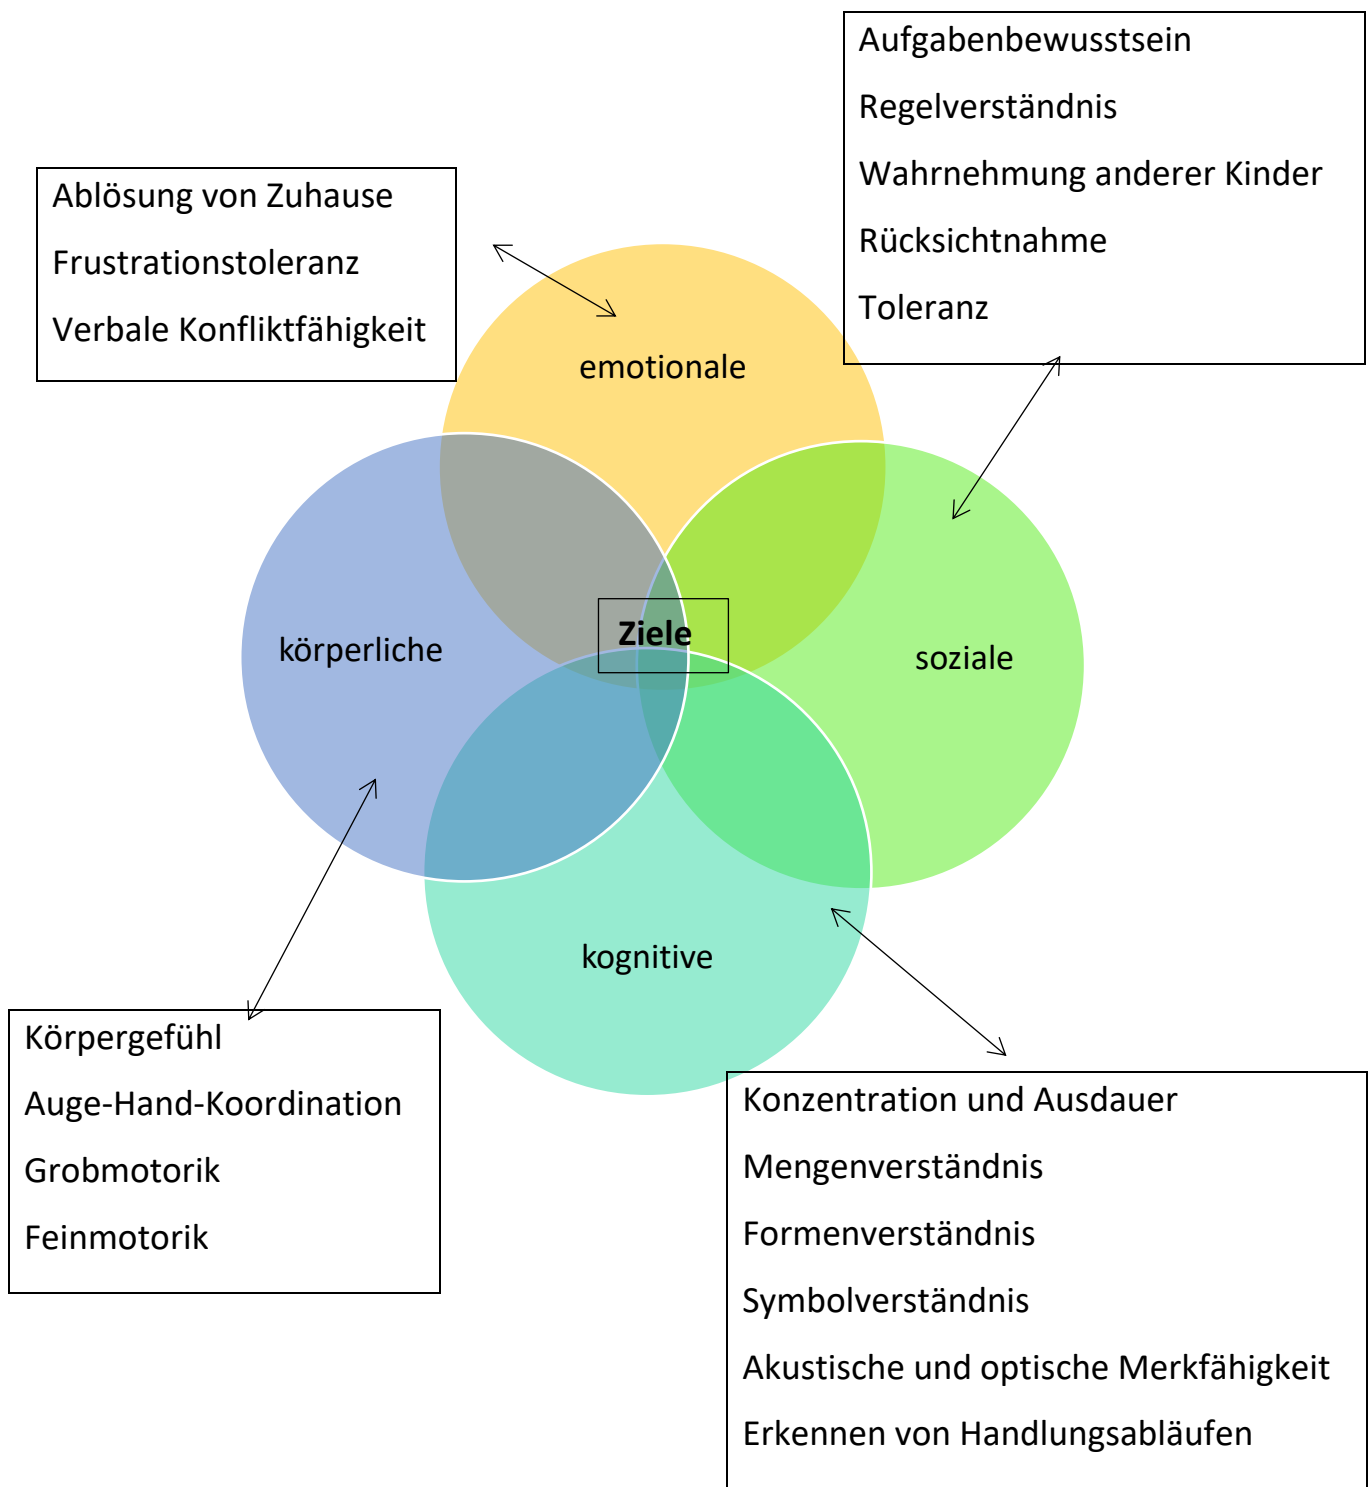 Aufgabenbewusstsein
Regelverständnis
Wahrnehmung anderer Kinder
Rücksichtnahme
Toleranz
Ablösung von Zuhause
Frustrationstoleranz
Verbale Konfliktfähigkeit
emotionale
Ziele
körperliche
soziale
kognitive
Körpergefühl
Auge-Hand-Koordination
Grobmotorik
Feinmotorik
Konzentration und Ausdauer
Mengenverständnis
Formenverständnis
Symbolverständnis
Akustische und optische Merkfähigkeit
Erkennen von Handlungsabläufen